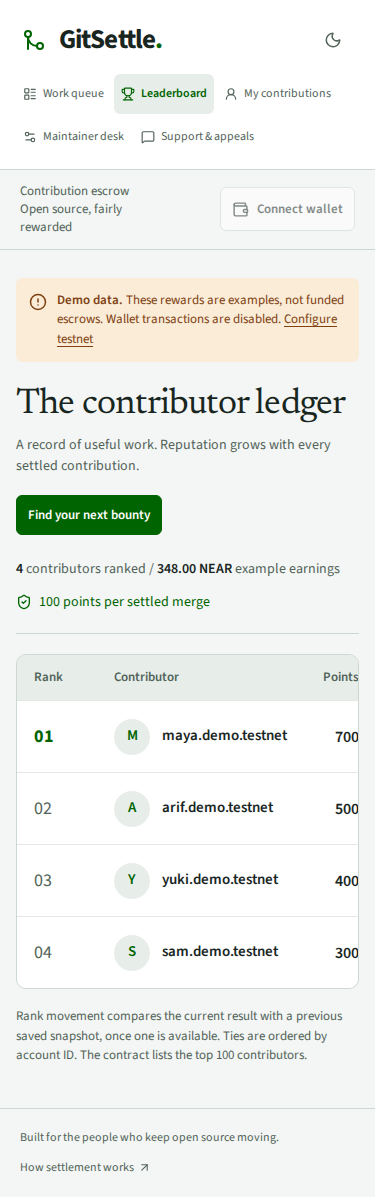 GitSettle.
Work queue
Leaderboard
My contributions
Maintainer desk
Support & appeals
Contribution escrow
Open source, fairly
rewarded
Connect wallet
Demo data. These rewards are examples, not funded
escrows. Wallet transactions are disabled. Configure
testnet
The contributor ledger
A record of useful work. Reputation grows with every
settled contribution.
Find your next bounty
4 contributors ranked / 348.00 NEAR example earnings
100 points per settled merge
Rank Contributor Points
01 M maya.demo.testnet 700
02 A arif.demo.testnet 500
03 Y yuki.demo.testnet 400
04 S sam.demo.testnet 300
Rank movement compares the current result with a previous
saved snapshot, once one is available. Ties are ordered by
account ID. The contract lists the top 100 contributors.
Built for the people who keep open source moving.
How settlement works